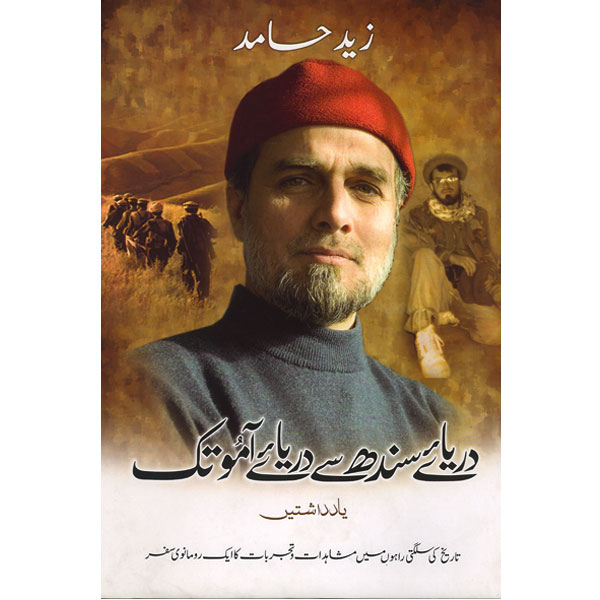 زید حامد
دریائے سندھ سے دریائے آمُو تک
یادداشتیں
تاریخ کی سلگتی راہوں میں مشاہدات و تجربات کا ایک رومانوی سفر